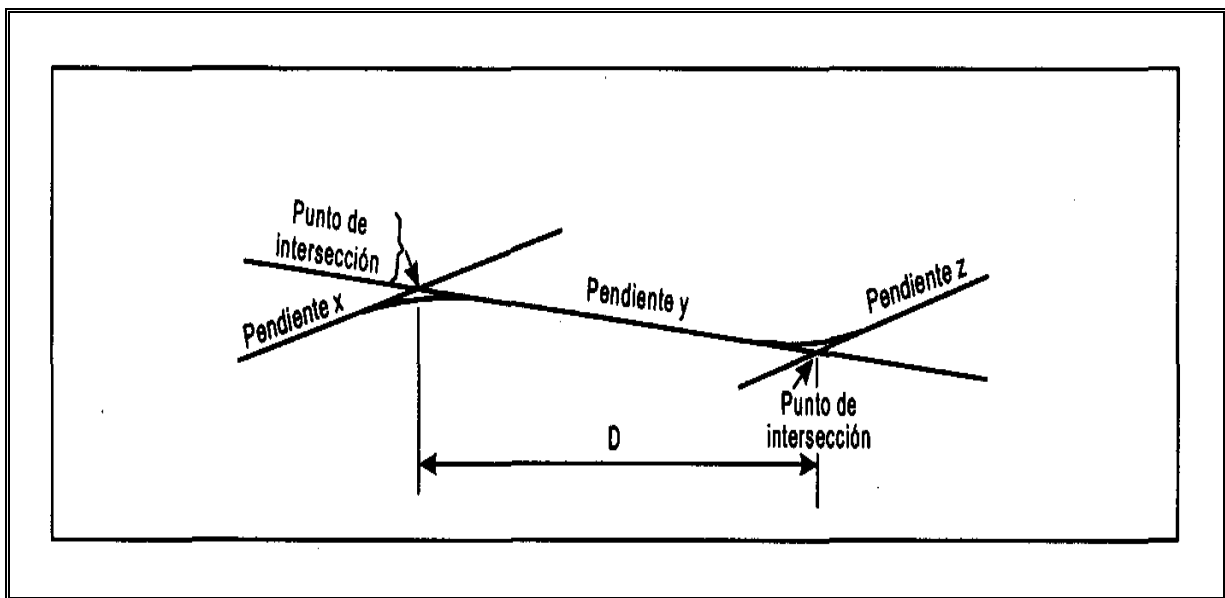 Punto de
intersección
Pendiente x
Pendiente y
Pendiente z
Punto de
intersección
D